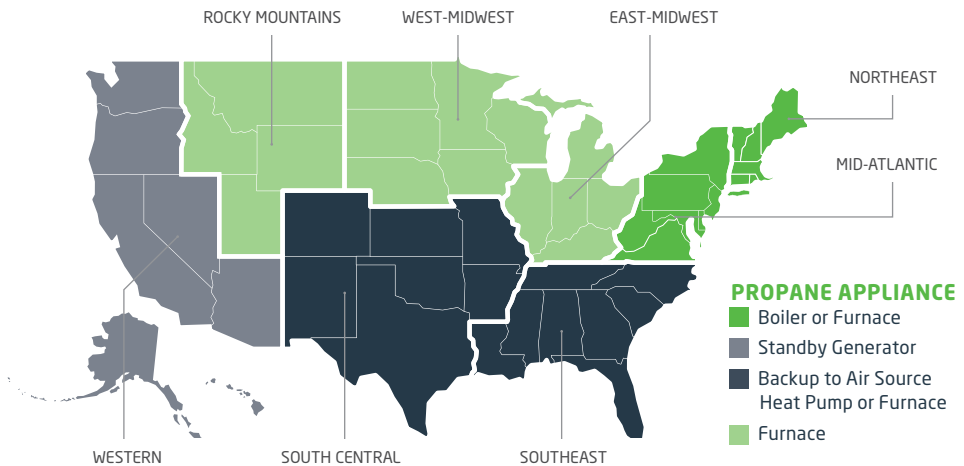 ROCKY MOUNTAINS
WEST-MIDWEST
EAST-MIDWEST
NORTHEAST
MID-ATLANTIC
PROPANE APPLIANCE
Boiler or Furnace
Standby Generator
Backup to Air Source
Heat Pump or Furnace
Furnace
WESTERN
SOUTH CENTRAL
SOUTHEAST